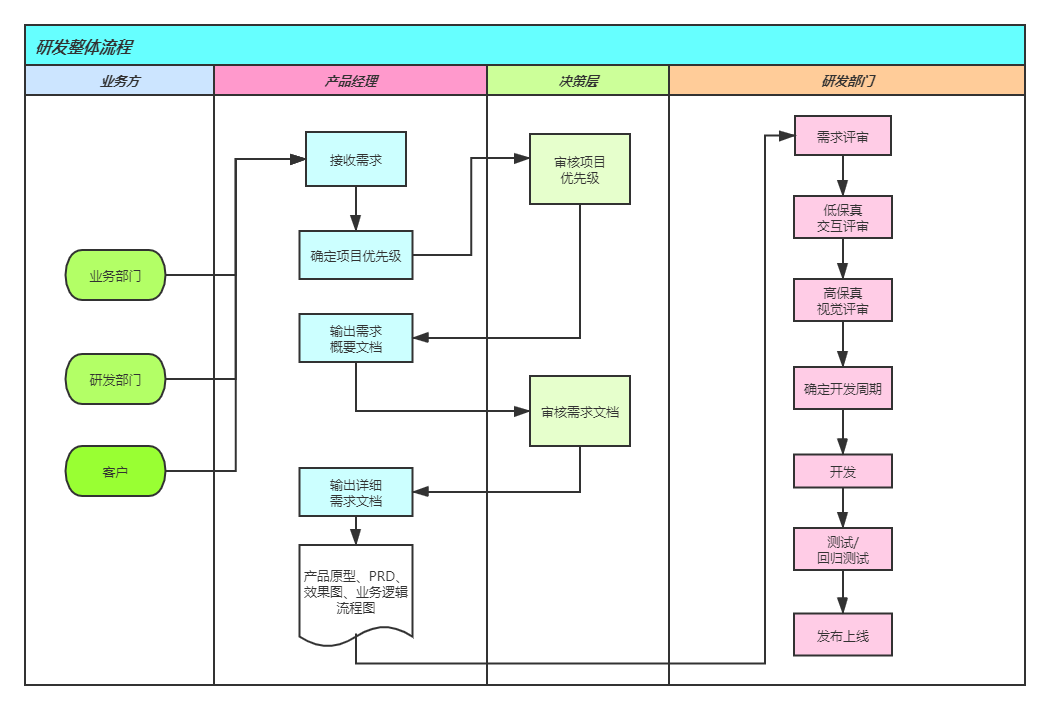 研发整体流程
业务方
产品经理
决策层
研发部门
业务部门
研发部门
客户
接收需求
确定项目优先级
输出需求
概要文档
输出详细
需求文档
产品原型、PRD、
效果图、业务逻辑
流程图
审核项目
优先级
审核需求文档
需求评审
低保真
交互评审
高保真
视觉评审
确定开发周期
开发
测试/
回归测试
发布上线